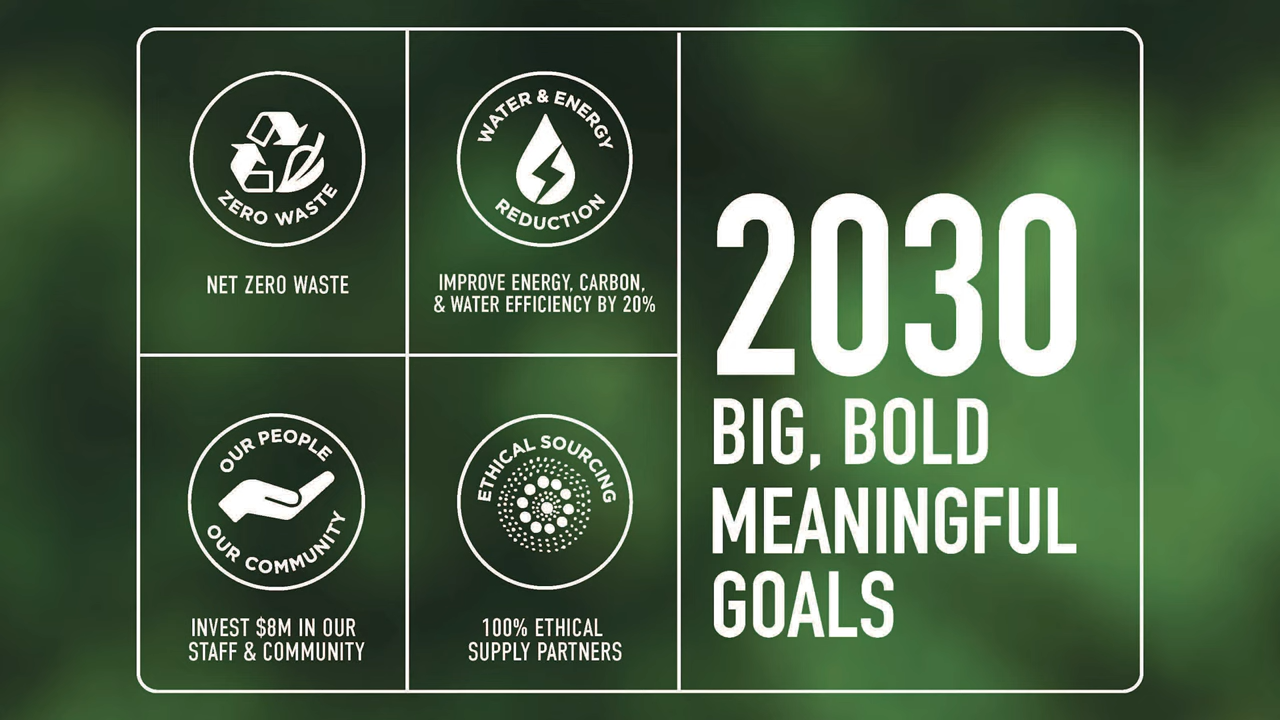 ZERO WASTE
NET ZERO WASTE
WATER & ENERGY
REDUCTION
IMPROVE ENERGY, CARBON,
& WATER EFFICIENCY BY 20%
OUR PEOPLE
OUR COMMUNITY
INVEST $8M IN OUR
STAFF & COMMUNITY
ETHICAL SOURCING
100% ETHICAL
SUPPLY PARTNERS
2030
BIG, BOLD
MEANINGFUL
GOALS